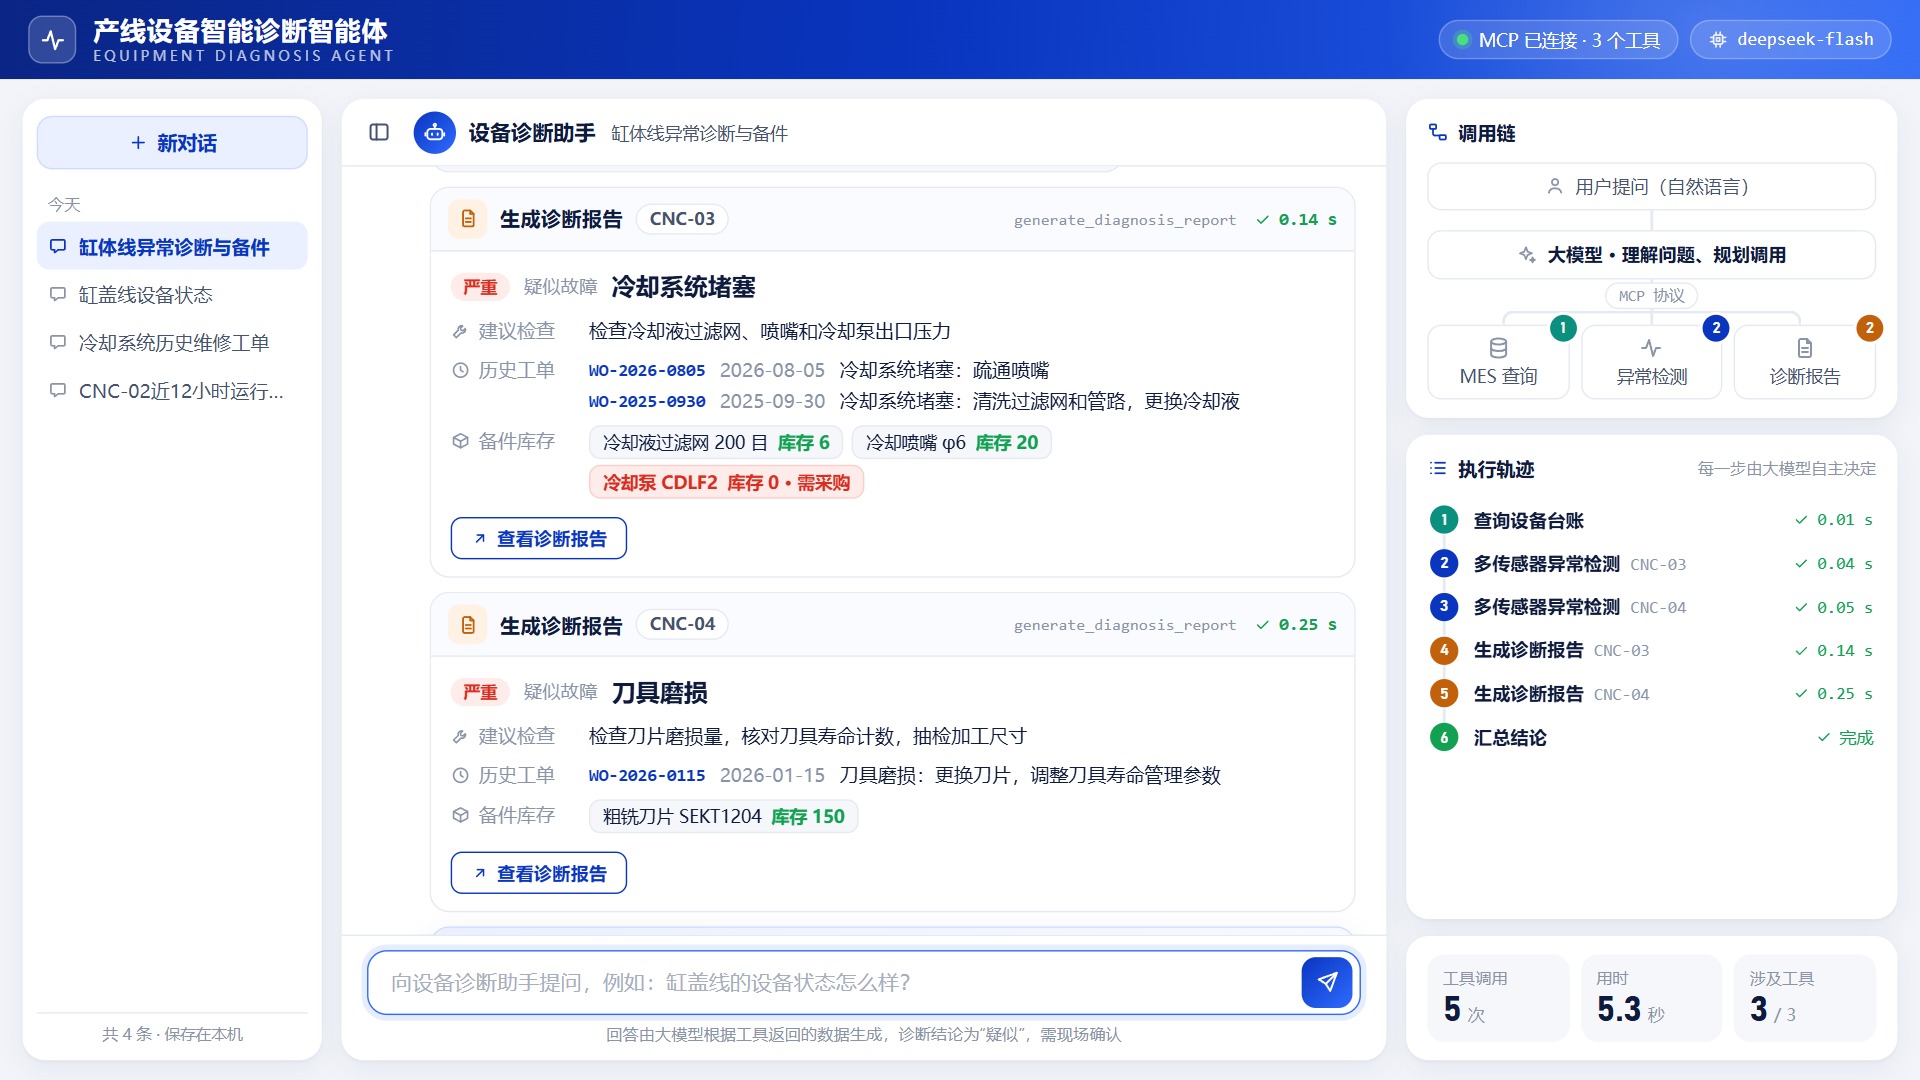 产线设备智能诊断智能体
EQUIPMENT DIAGNOSIS AGENT
MCP 已连接 · 3 个工具
deepseek-flash
+ 新对话
今天
缸体线异常诊断与备件
缸盖线设备状态
冷却系统历史维修工单
CNC-02近12小时运行...
共 4 条 · 保存在本机
设备诊断助手 缸体线异常诊断与备件
生成诊断报告 CNC-03 generate_diagnosis_report ✓ 0.14 s
严重 疑似故障 冷却系统堵塞
建议检查 检查冷却液过滤网、喷嘴和冷却泵出口压力
历史工单 WO-2026-0805 2026-08-05 冷却系统堵塞：疏通喷嘴
WO-2025-0930 2025-09-30 冷却系统堵塞：清洗过滤网和管路，更换冷却液
备件库存 冷却液过滤网 200 目 库存 6 冷却喷嘴 φ6 库存 20
冷却泵 CDLF2 库存 0 · 需采购
查看诊断报告
生成诊断报告 CNC-04 generate_diagnosis_report ✓ 0.25 s
严重 疑似故障 刀具磨损
建议检查 检查刀片磨损量，核对刀具寿命计数，抽检加工尺寸
历史工单 WO-2026-0115 2026-01-15 刀具磨损：更换刀片，调整刀具寿命管理参数
备件库存 粗铣刀片 SEKT1204 库存 150
查看诊断报告
向设备诊断助手提问，例如：缸盖线的设备状态怎么样？
回答由大模型根据工具返回的数据生成，诊断结论为“疑似”，需现场确认
调用链
用户提问（自然语言）
大模型 · 理解问题、规划调用
MCP 协议
1 2 2
MES 查询 异常检测 诊断报告
执行轨迹 每一步由大模型自主决定
1 查询设备台账 ✓ 0.01 s
2 多传感器异常检测 CNC-03 ✓ 0.04 s
3 多传感器异常检测 CNC-04 ✓ 0.05 s
4 生成诊断报告 CNC-03 ✓ 0.14 s
5 生成诊断报告 CNC-04 ✓ 0.25 s
6 汇总结论 ✓ 完成
工具调用 用时 涉及工具
5 次 5.3 秒 3 / 3